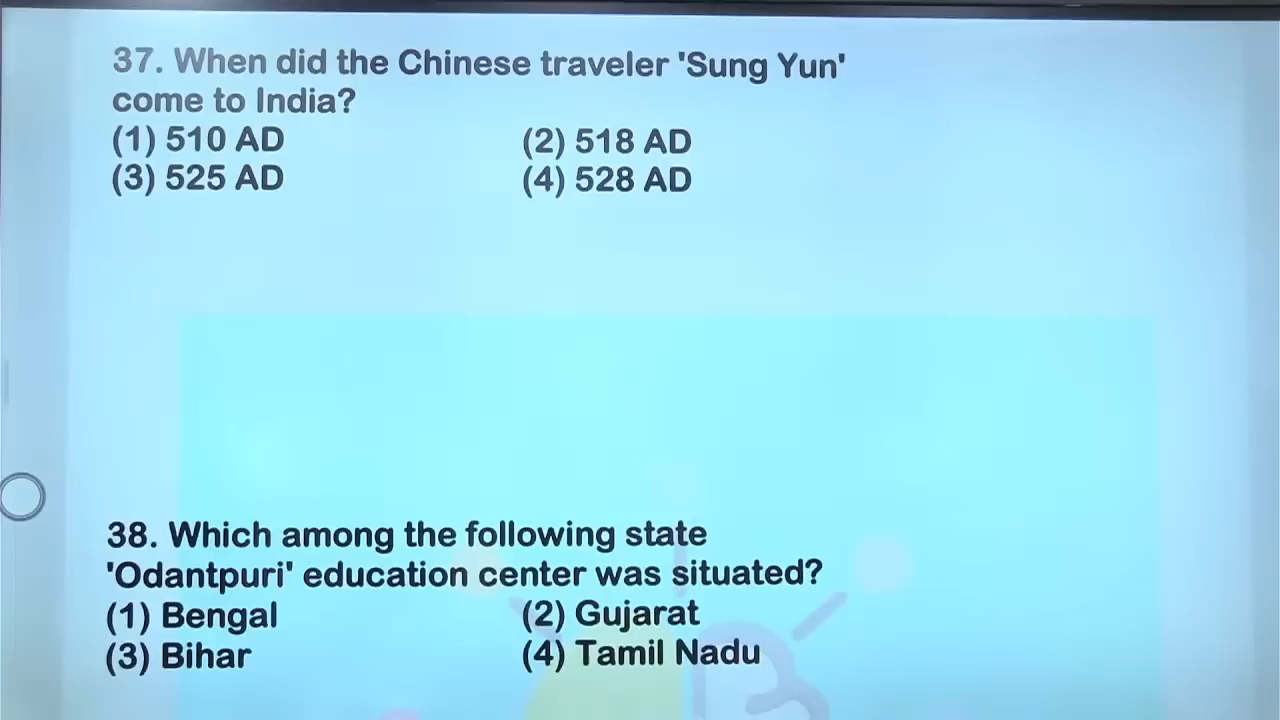 37. When did the Chinese traveler 'Sung Yun'
come to India?
(1) 510 AD (2) 518 AD
(3) 525 AD (4) 528 AD
38. Which among the following state
'Odantpuri' education center was situated?
(1) Bengal (2) Gujarat
(3) Bihar (4) Tamil Nadu